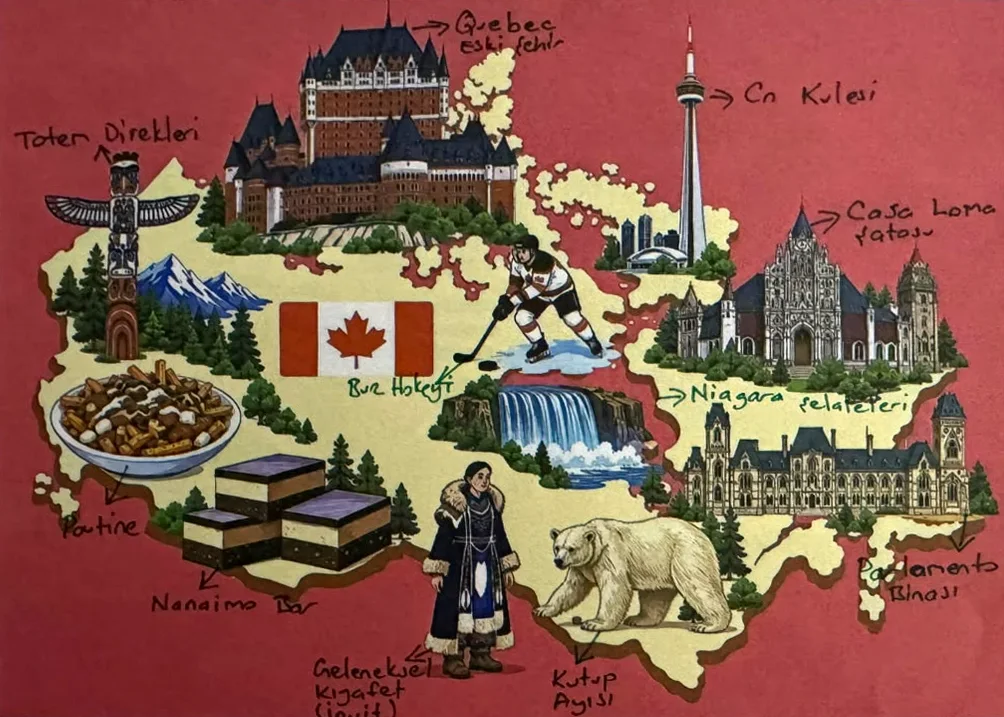 Quebec
Eski Şehir
Cn Kulesi
Totem Direkleri
Casa Loma
Şatosu
Buz Hokeyi
Niagara Şelaleleri
Poutine
Nanaimo Bar
Parlamento
Binası
Geleneksel
Kıyafet
(inuit)
Kutup
Ayısı